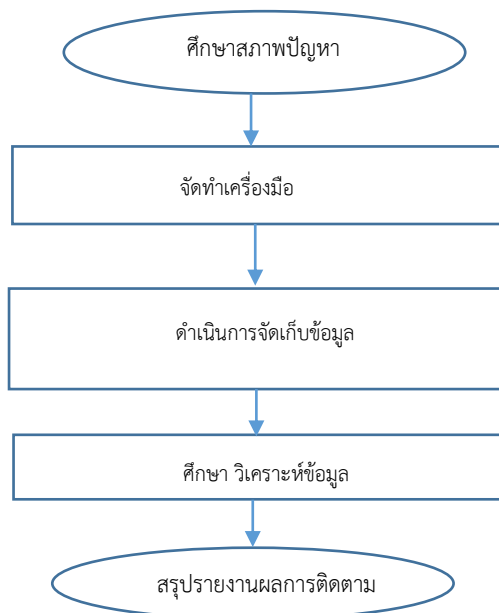 ศึกษาสภาพปัญหา
จัดทำเครื่องมือ
ดำเนินการจัดเก็บข้อมูล
ศึกษา วิเคราะห์ข้อมูล
สรุปรายงานผลการติดตาม